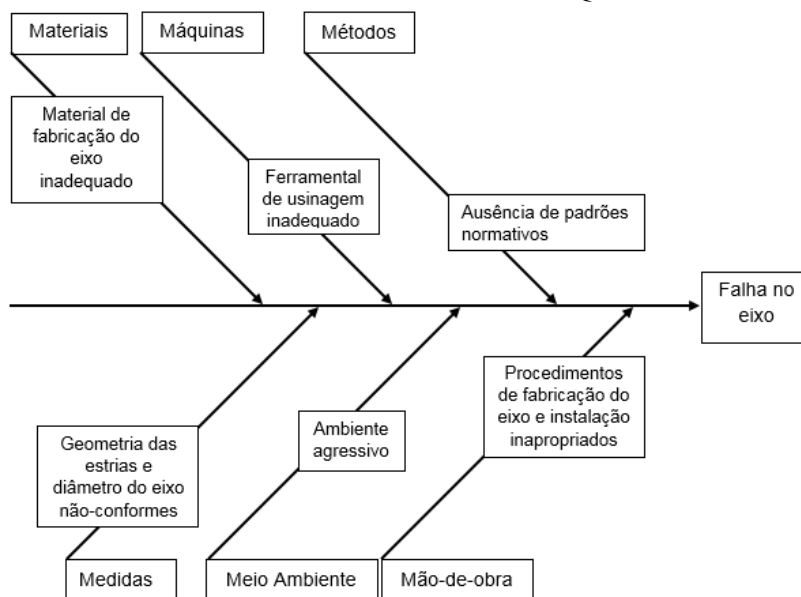 Materiais
Máquinas
Métodos
Material de
fabricação do
eixo
inadequado
Ferramental
de usinagem
inadequado
Ausência de padrões
normativos
Falha no
eixo
Procedimentos
de fabricação do
eixo e instalação
inapropriados
Ambiente
agressivo
Geometria das
estrias e
diâmetro do eixo
não-conformes
Medidas
Meio Ambiente
Mão-de-obra